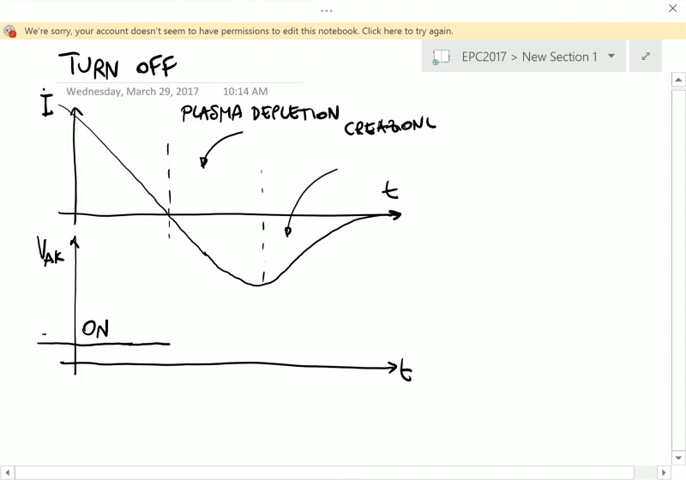 ...
We're sorry, your account doesn't seem to have permissions to edit this notebook. Click here to try again.
TURN OFF
EPC2017 > New Section 1
Wednesday, March 29, 2017 10:14 AM
i
PLASMA DEPLETION
CREAZIONE
t
VAK
ON
t